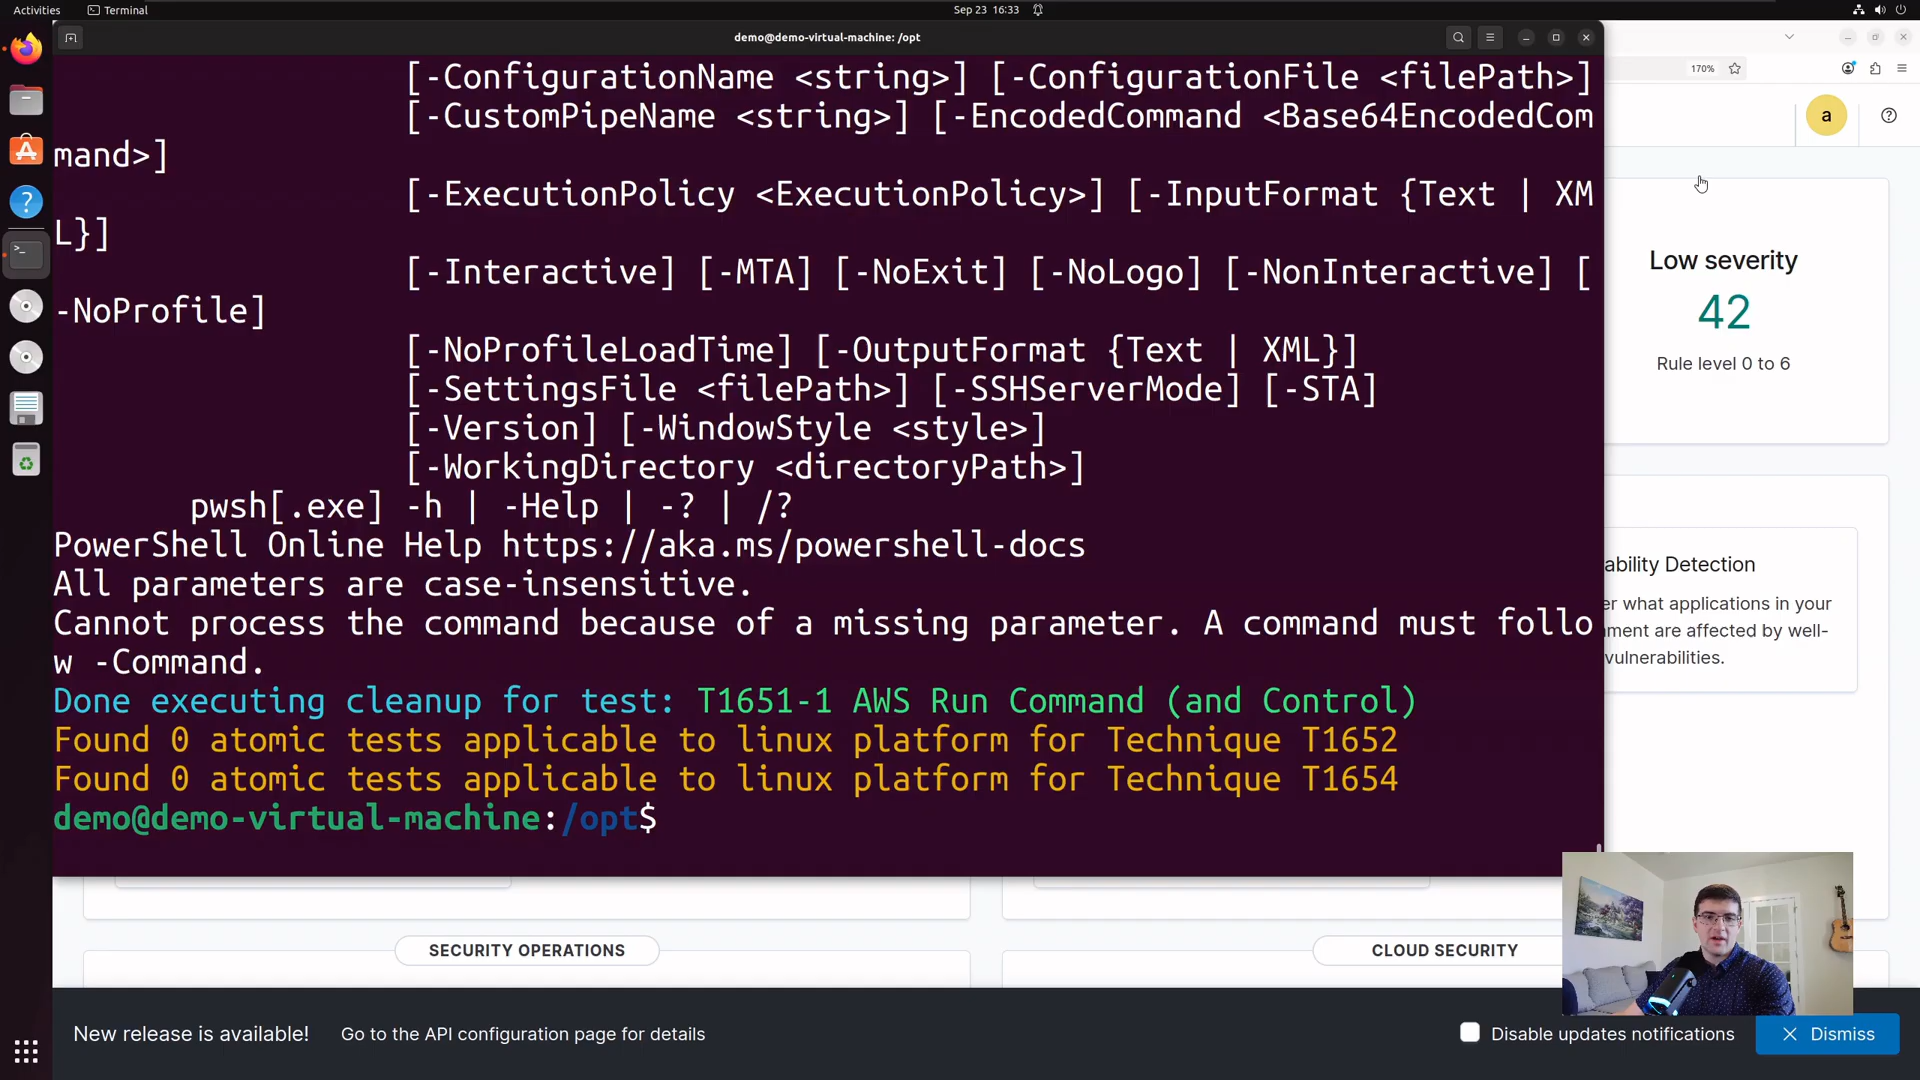 Activities
Terminal
Sep 23 16:33
demo@demo-virtual-machine: /opt
170%
[-ConfigurationName <string>] [-ConfigurationFile <filePath>]
[-CustomPipeName <string>] [-EncodedCommand <Base64EncodedCom
mand>]
[-ExecutionPolicy <ExecutionPolicy>] [-InputFormat {Text | XM
L}]
[-Interactive] [-MTA] [-NoExit] [-NoLogo] [-NonInteractive] [
-NoProfile]
[-NoProfileLoadTime] [-OutputFormat {Text | XML}]
[-SettingsFile <filePath>] [-SSHServerMode] [-STA]
[-Version] [-WindowStyle <style>]
[-WorkingDirectory <directoryPath>]
pwsh[.exe] -h | -Help | -? | /?
PowerShell Online Help https://aka.ms/powershell-docs
All parameters are case-insensitive.
Cannot process the command because of a missing parameter. A command must follo
w -Command.
Done executing cleanup for test: T1651-1 AWS Run Command (and Control)
Found 0 atomic tests applicable to linux platform for Technique T1652
Found 0 atomic tests applicable to linux platform for Technique T1654
demo@demo-virtual-machine:/opt$
a
Low severity
42
Rule level 0 to 6
ability Detection
er what applications in your
nment are affected by well-
vulnerabilities.
SECURITY OPERATIONS
CLOUD SECURITY
New release is available!
Go to the API configuration page for details
Disable updates notifications
Dismiss